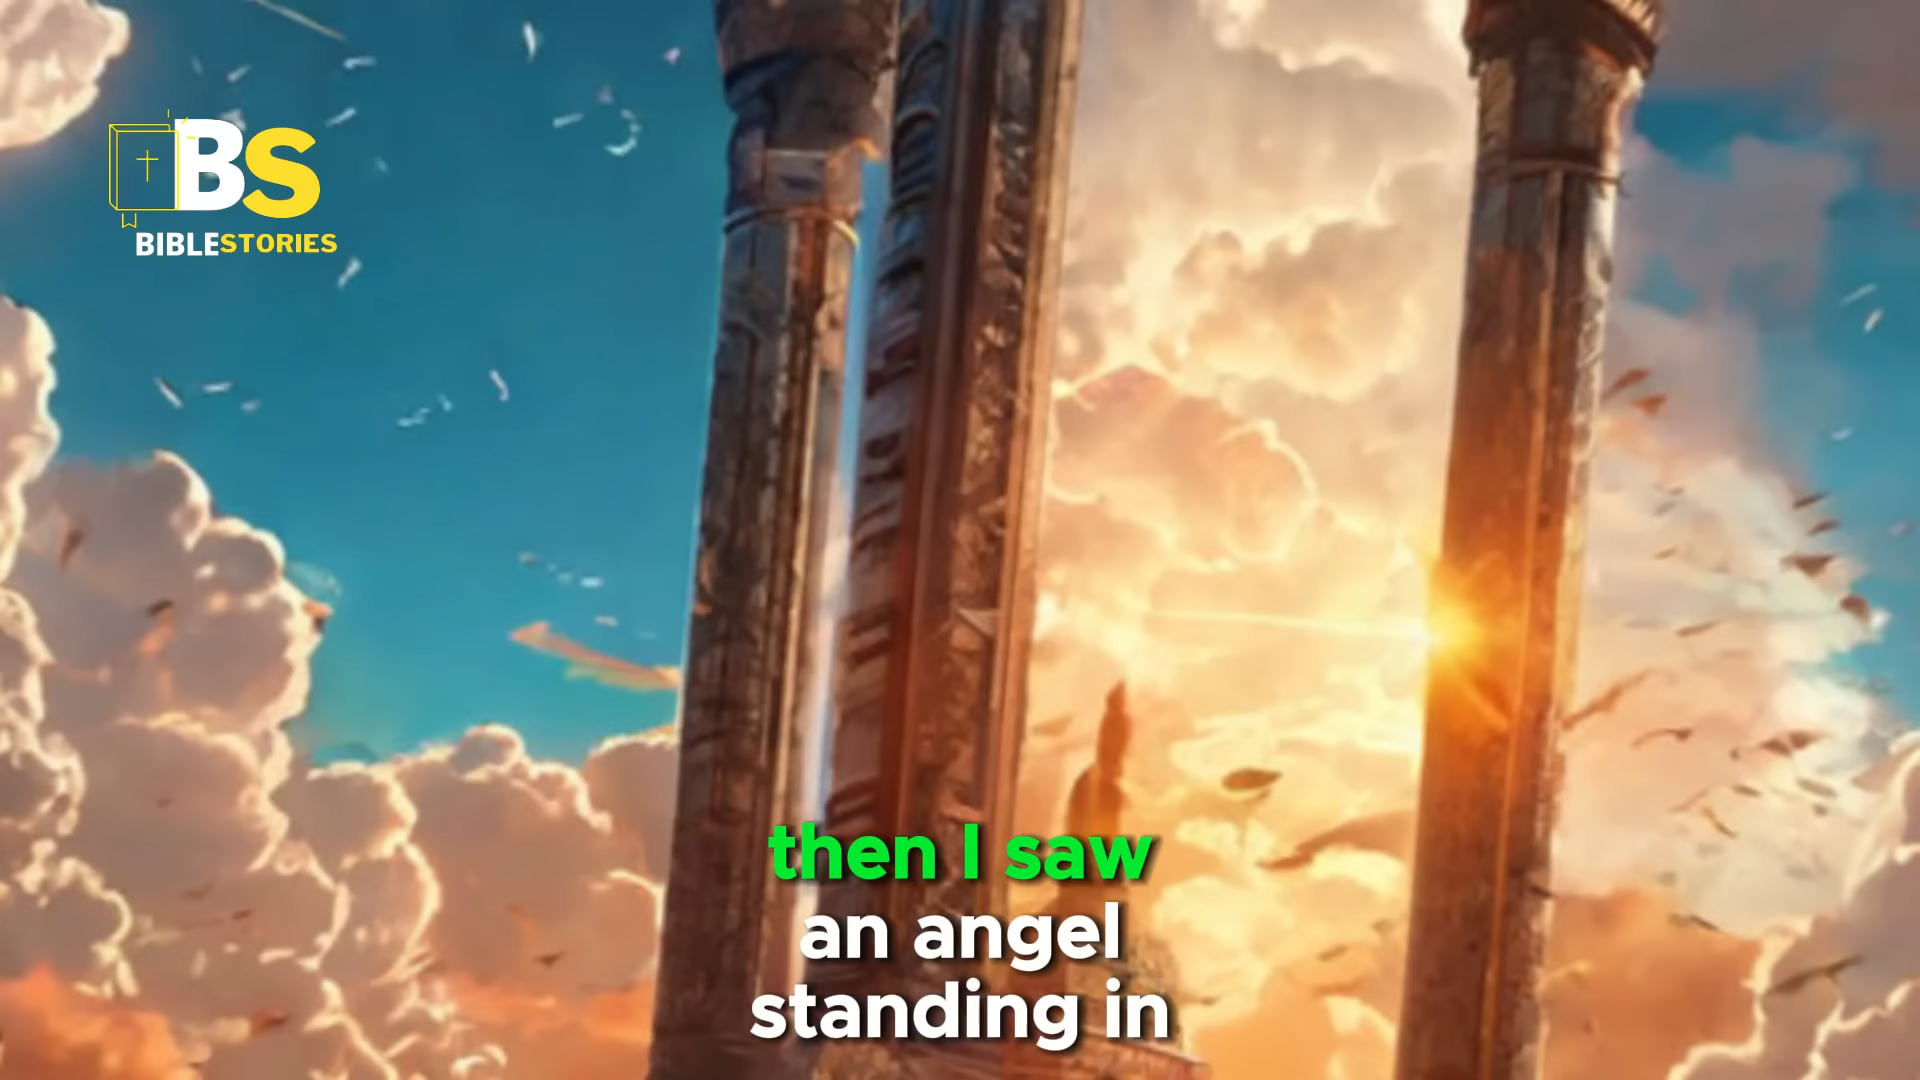 BS
BIBLESTORIES
then I saw
an angel
standing in